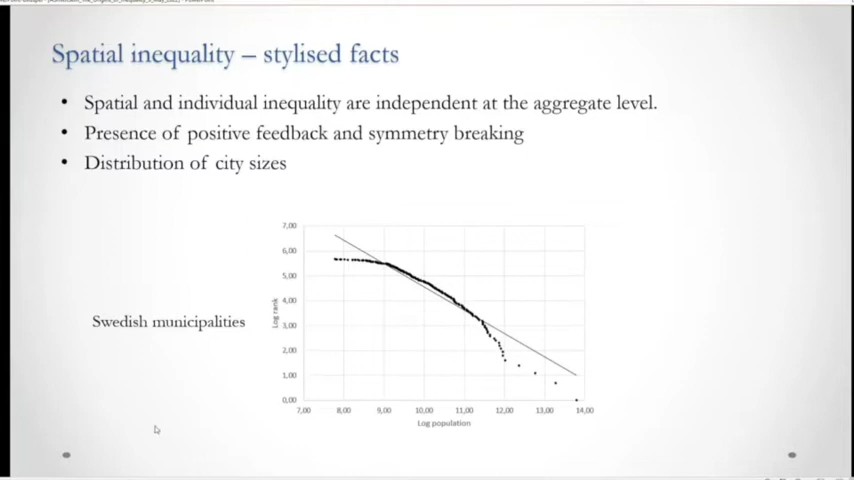 Spatial inequality – stylised facts
• Spatial and individual inequality are independent at the aggregate level.
• Presence of positive feedback and symmetry breaking
• Distribution of city sizes
Swedish municipalities
Log rank
7,00
6,00
5,00
4,00
3,00
2,00
1,00
0,00
7,00 8,00 9,00 10,00 11,00 12,00 13,00 14,00
Log population